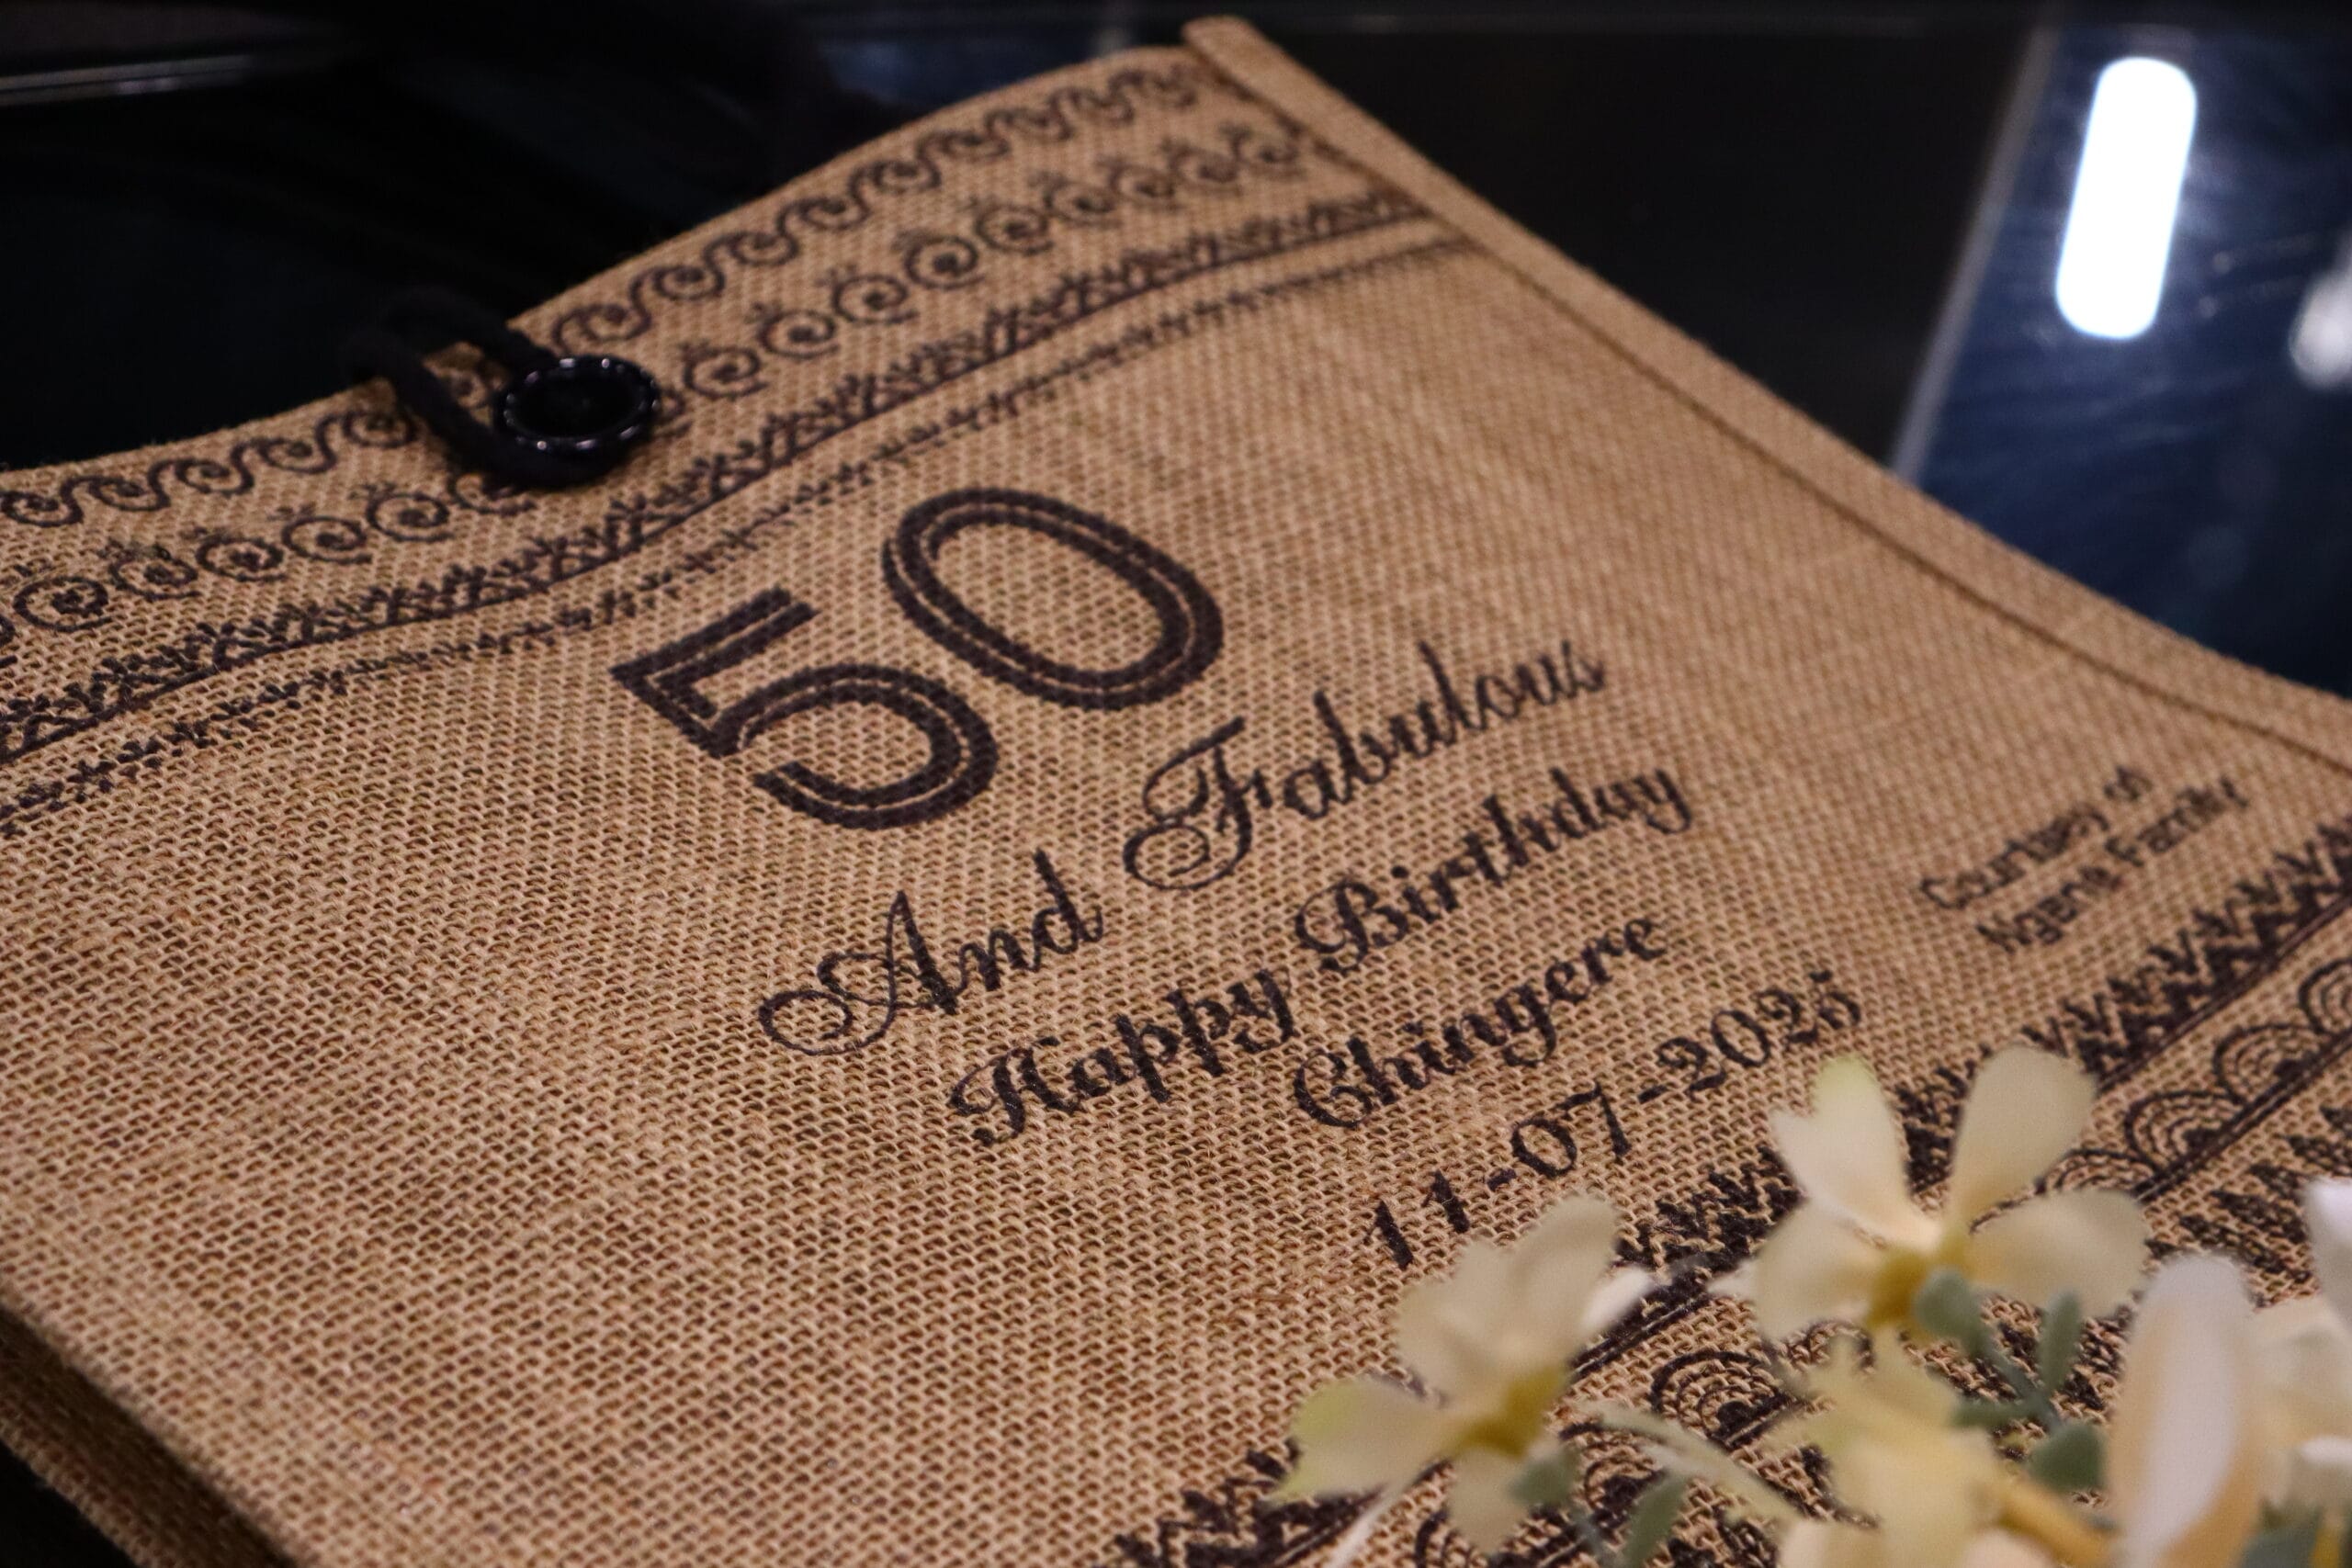 50
And Fabulous
Happy Birthday
Chingere
11-07-2025
Courtesy of
Ngene Family